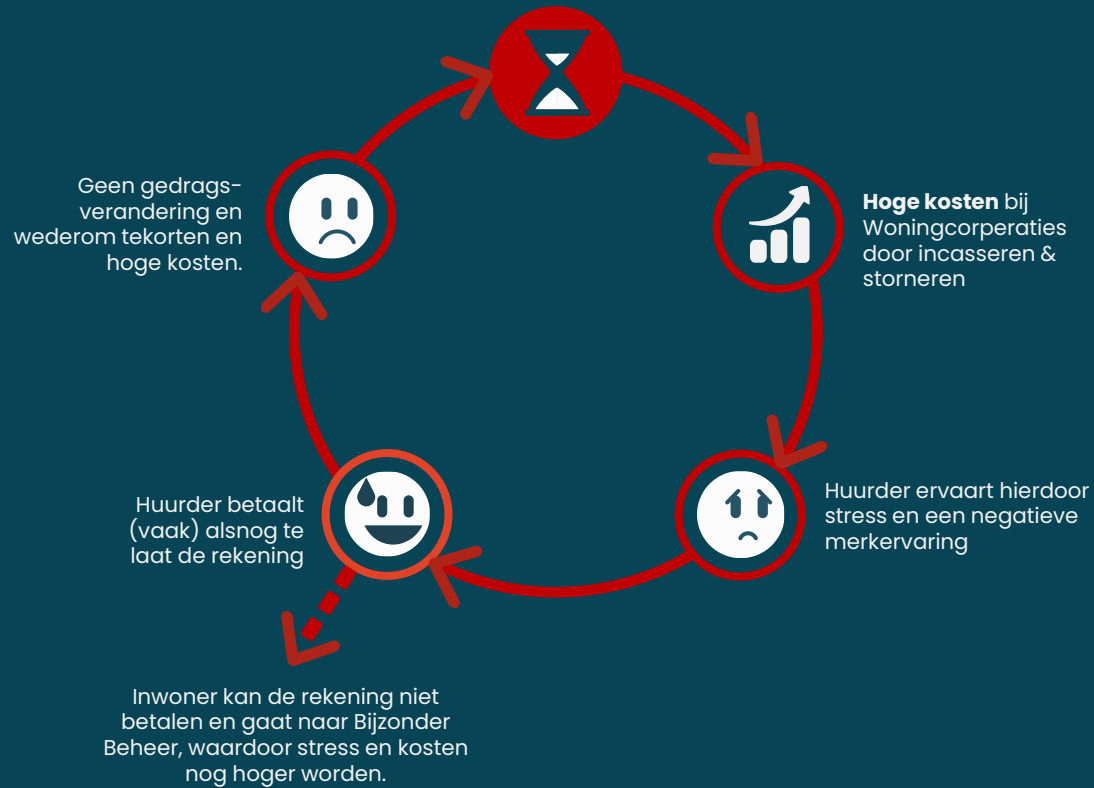 Geen gedrags-
verandering en
wederom tekorten en
hoge kosten.
Hoge kosten bij
Woningcorperaties
door incasseren &
storneren
Huurder ervaart hierdoor
stress en een negatieve
merkervaring
Huurder betaalt
(vaak) alsnog te
laat de rekening
Inwoner kan de rekening niet
betalen en gaat naar Bijzonder
Beheer, waardoor stress en kosten
nog hoger worden.